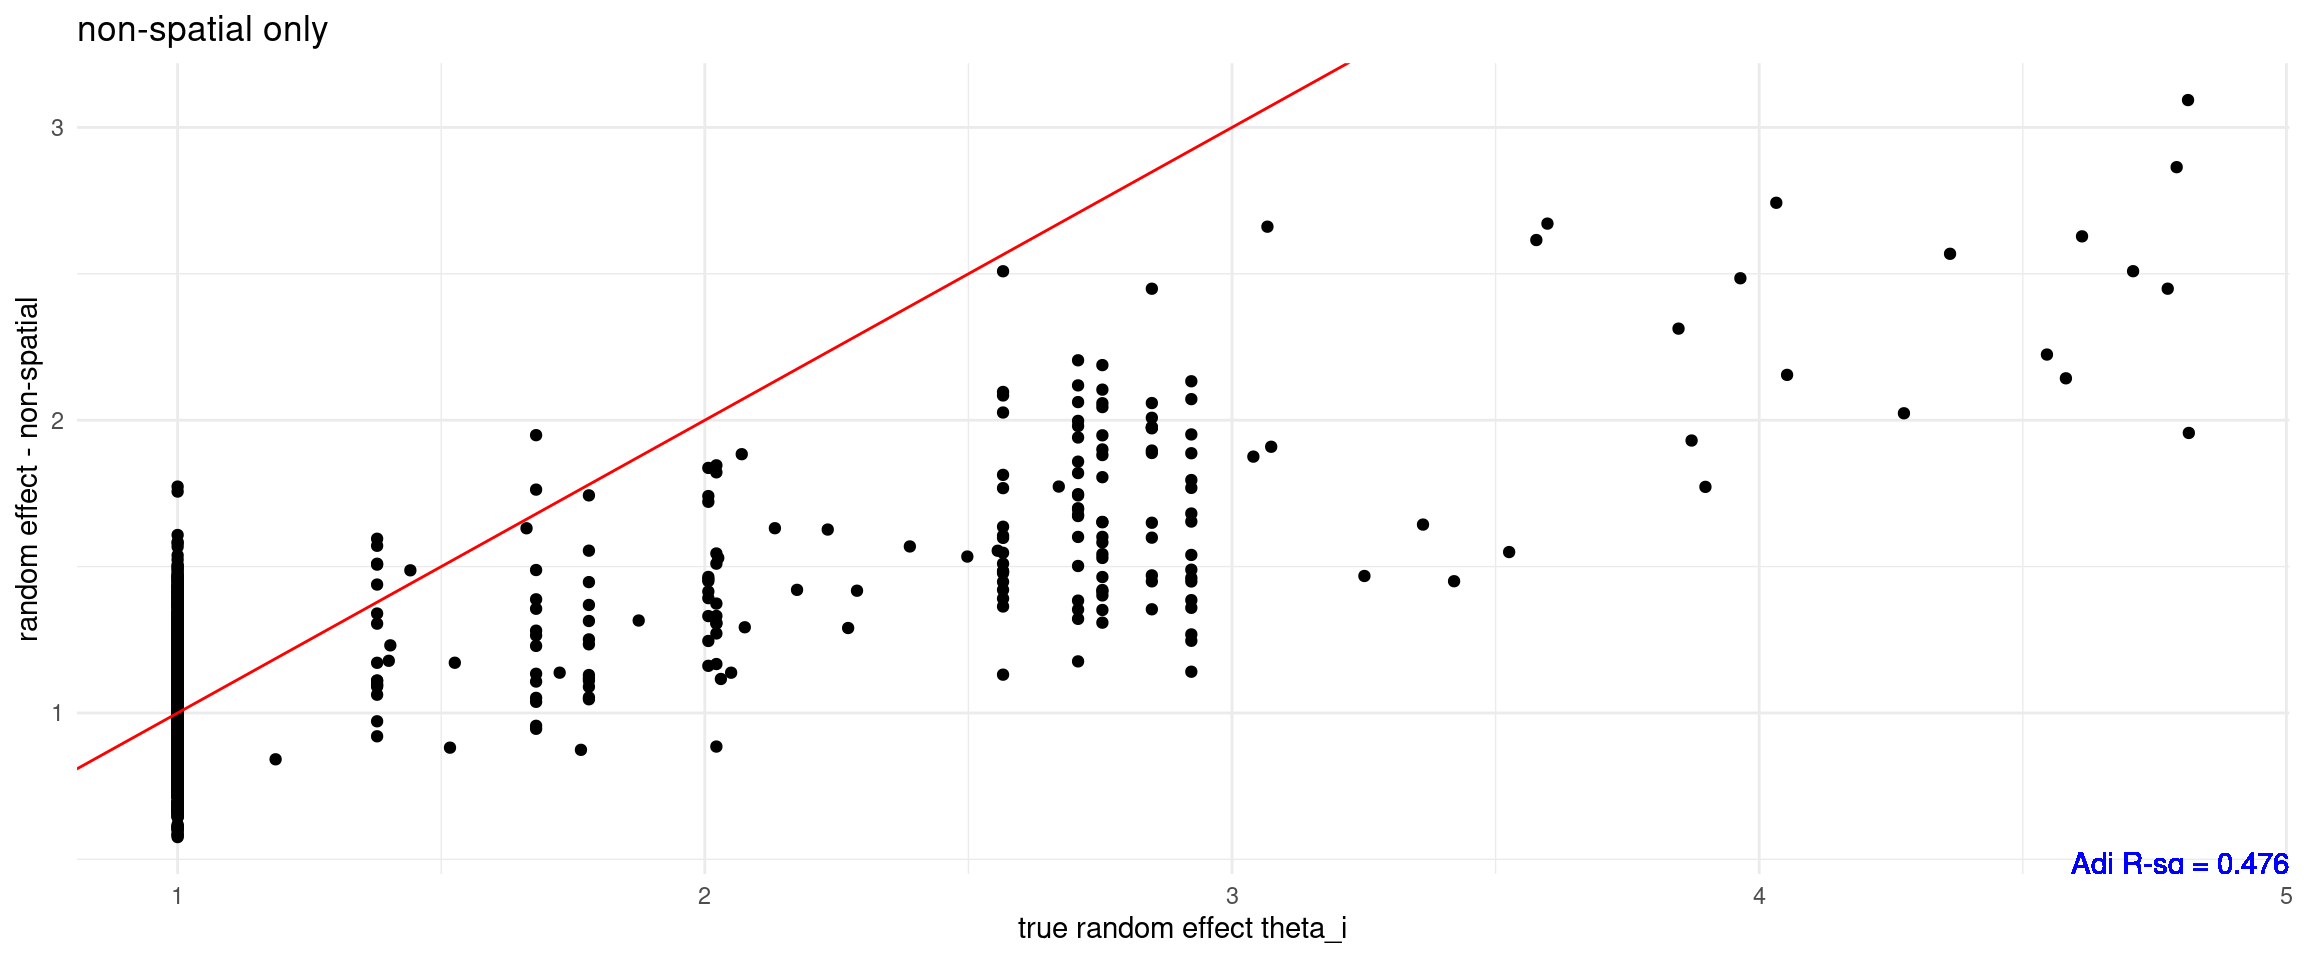 non-spatial only
3
2
1
random effect - non-spatial
Adj R-sq = 0.476
1 2 3 4 5
true random effect theta_i